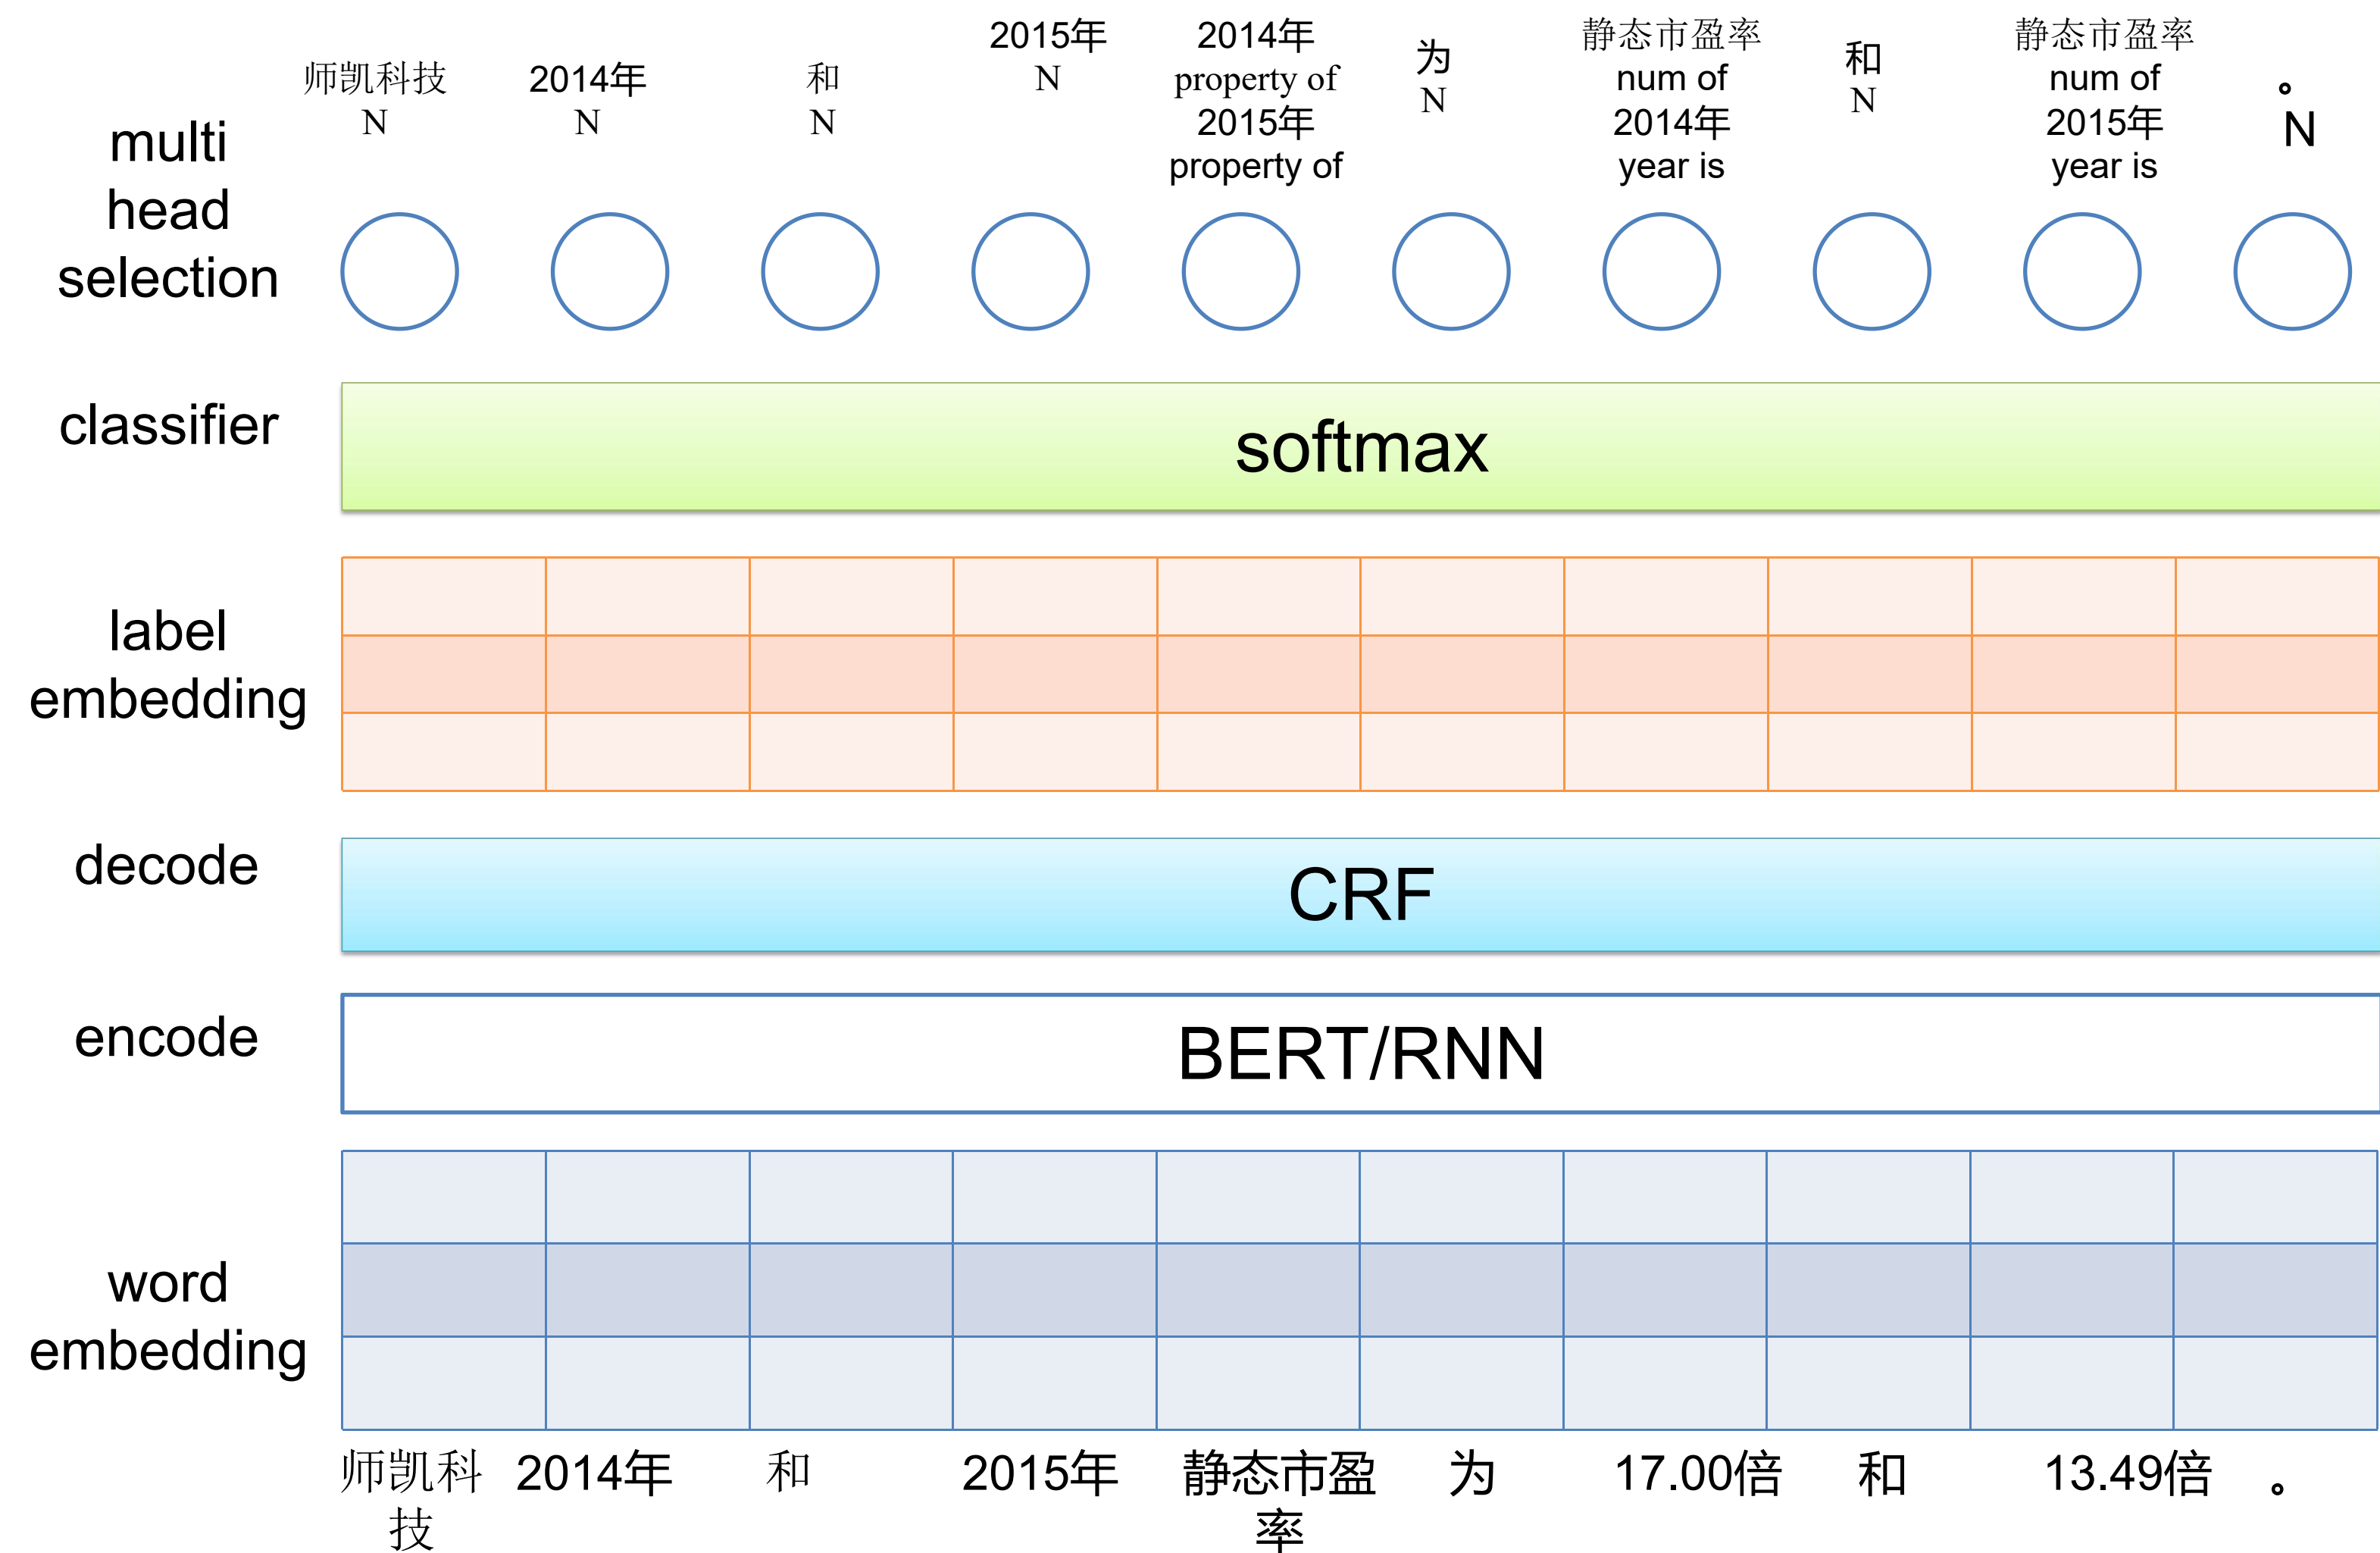 师凯科技
N
2014年
N
和
N
2015年
N
2014年
property of
2015年
property of
为
N
静态市盈率
num of
2014年
year is
和
N
静态市盈率
num of
2015年
year is
。
N
multi
head
selection
classifier
softmax
label
embedding
decode
CRF
encode
BERT/RNN
word
embedding
师凯科
技
2014年
和
2015年
静态市盈
率
为
17.00倍
和
13.49倍
。